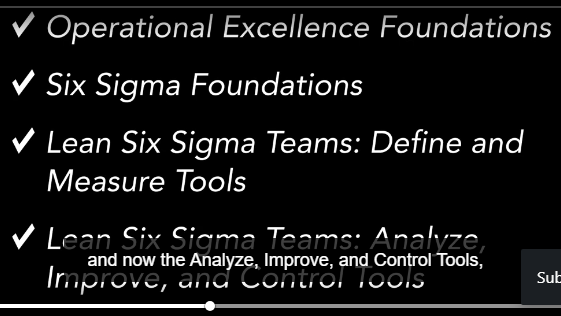 ✓ Operational Excellence Foundations
✓ Six Sigma Foundations
✓ Lean Six Sigma Teams: Define and
Measure Tools
✓ Lean Six Sigma Teams: Analyze,
and now the Analyze, Improve, and Control Tools,
Improve, and Control Tools
Sub